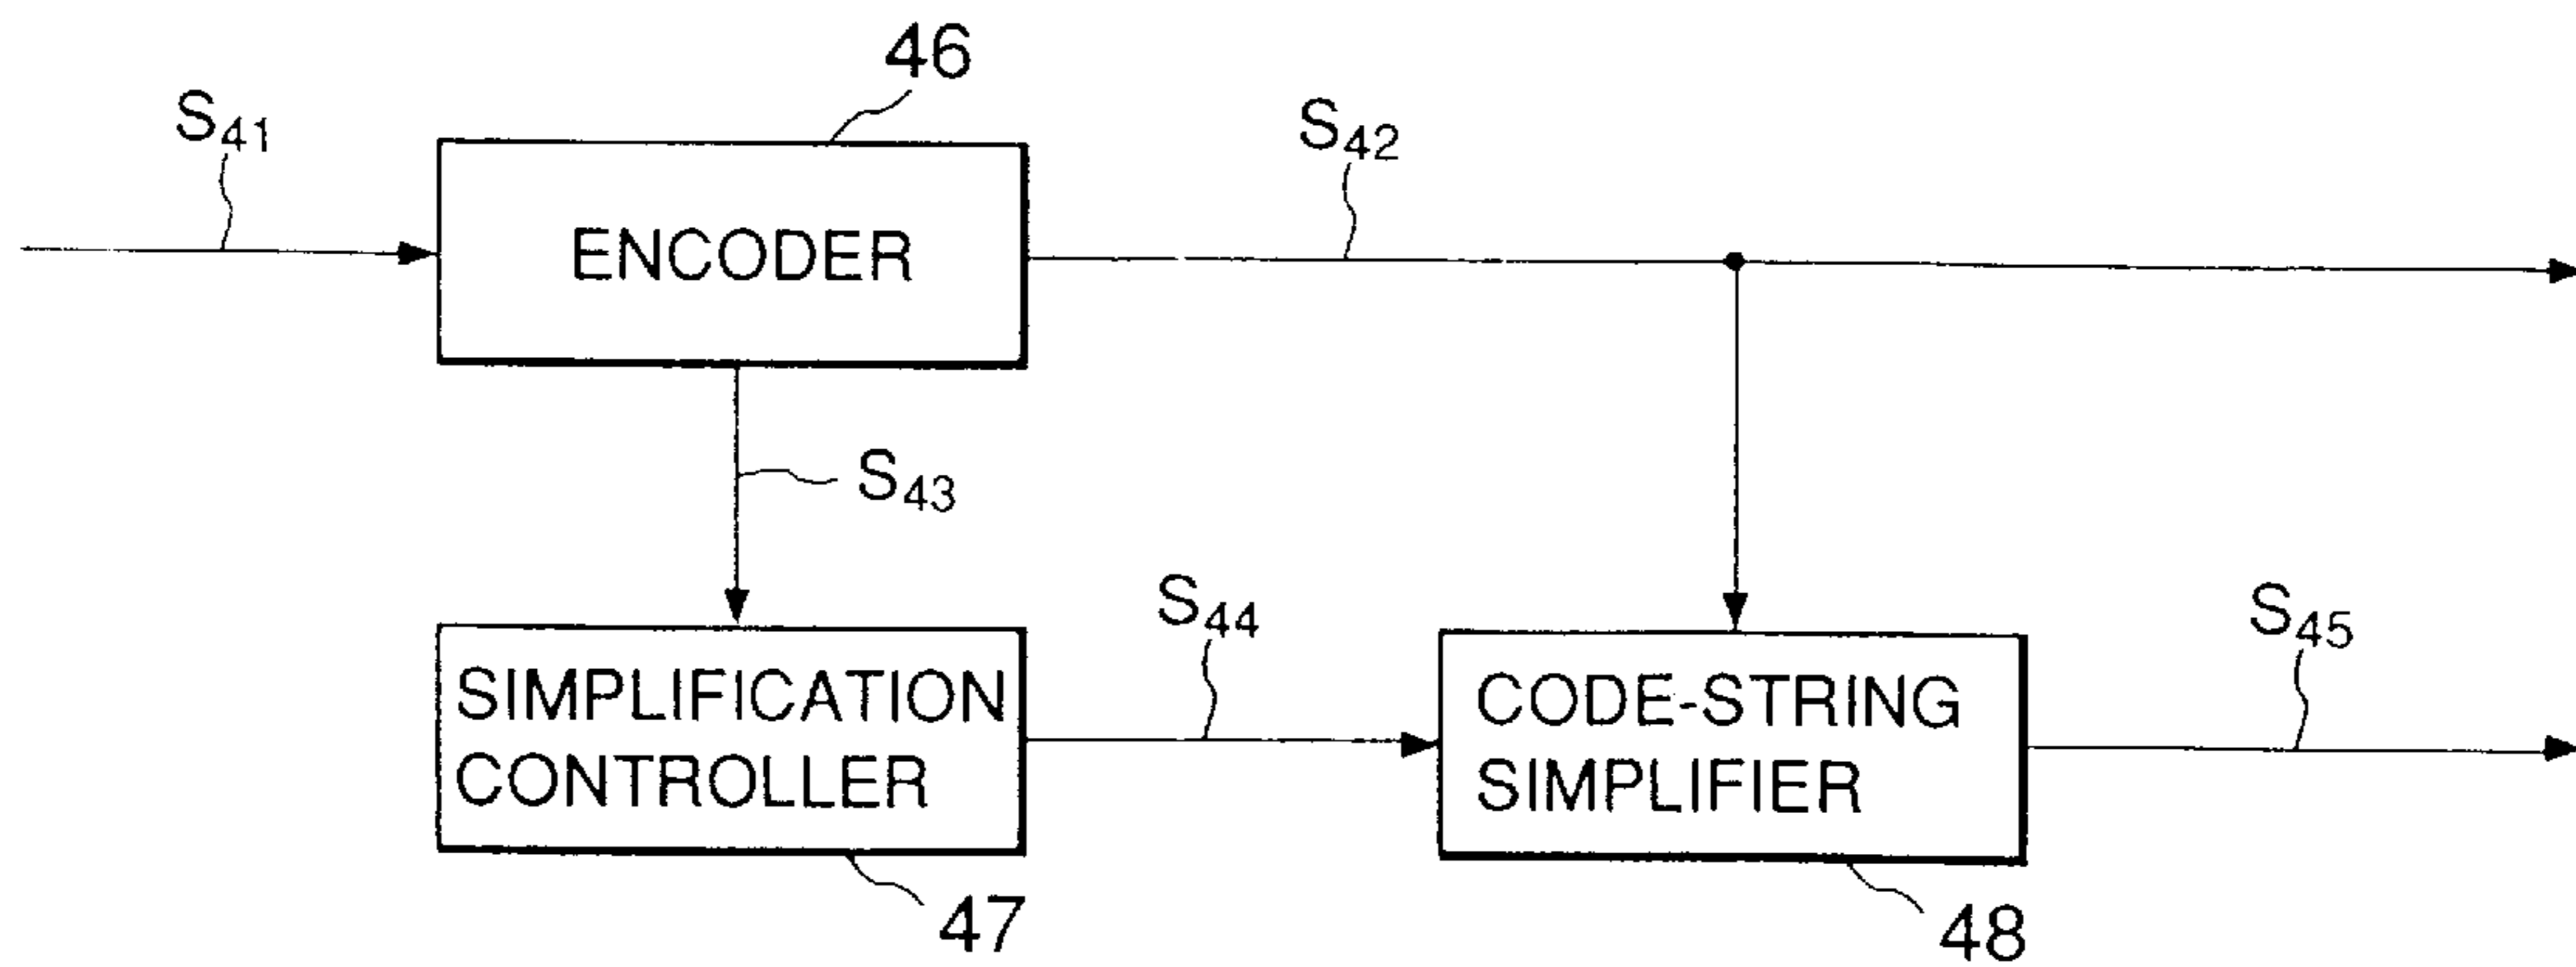 46
S41
S42
ENCODER
S43
S44
S45
SIMPLIFICATION
CONTROLLER
CODE-STRING
SIMPLIFIER
47
48